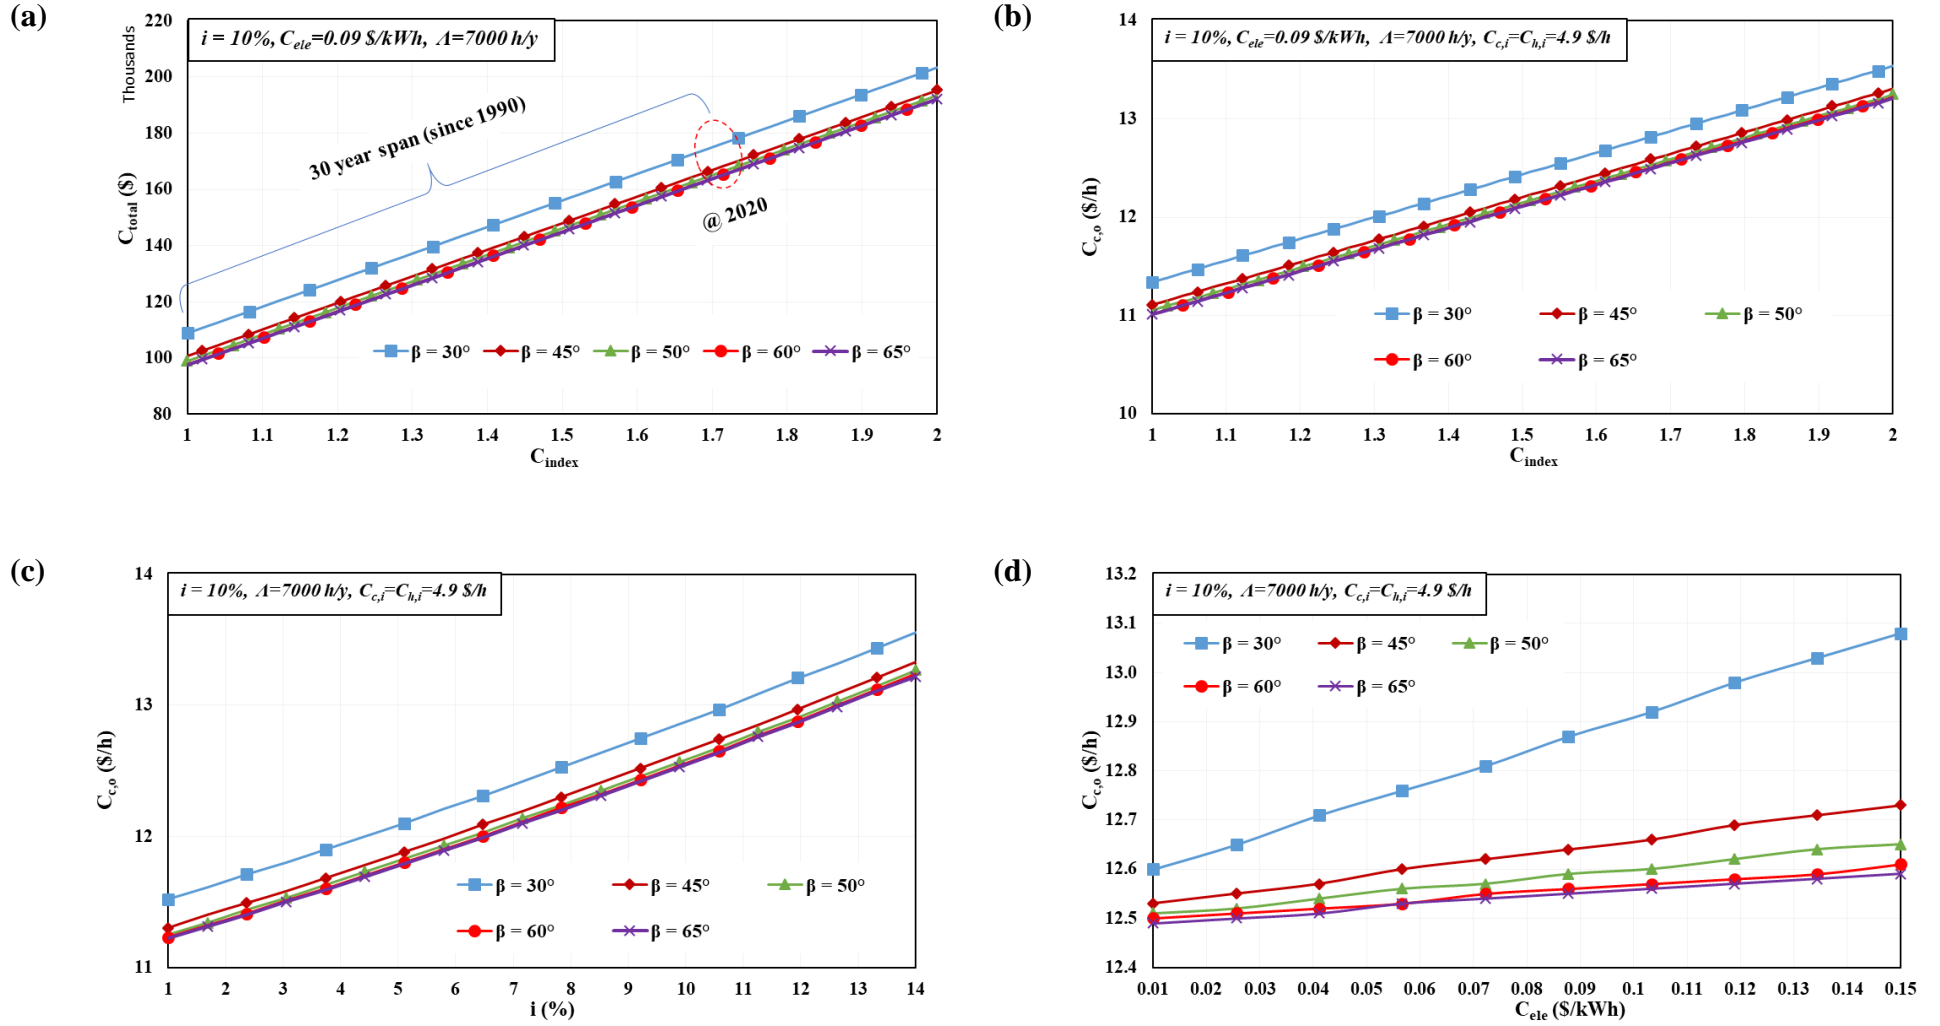 (a)
i = 10%, Cele=0.09 $/kWh, Λ=7000 h/y
Thousands
220
200
180
160
140
120
100
80
Ctotal ($)
30 year span (since 1990)
@ 2020
β = 30° β = 45° β = 50° β = 60° β = 65°
1 1.1 1.2 1.3 1.4 1.5 1.6 1.7 1.8 1.9 2
Cindex
(b)
i = 10%, Cele=0.09 $/kWh, Λ=7000 h/y, Cc,i=Ch,i=4.9 $/h
14
13
12
11
10
Cc,o ($/h)
β = 30° β = 45° β = 50°
β = 60° β = 65°
1 1.1 1.2 1.3 1.4 1.5 1.6 1.7 1.8 1.9 2
Cindex
(c)
i = 10%, Λ=7000 h/y, Cc,i=Ch,i=4.9 $/h
14
13
12
11
Cc,o ($/h)
β = 30° β = 45° β = 50°
β = 60° β = 65°
1 2 3 4 5 6 7 8 9 10 11 12 13 14
i (%)
(d)
i = 10%, Λ=7000 h/y, Cc,i=Ch,i=4.9 $/h
13.2
13.1
13.0
12.9
12.8
12.7
12.6
12.5
12.4
Cc,o ($/h)
β = 30° β = 45° β = 50°
β = 60° β = 65°
0.01 0.02 0.03 0.04 0.05 0.06 0.07 0.08 0.09 0.1 0.11 0.12 0.13 0.14 0.15
Cele ($/kWh)